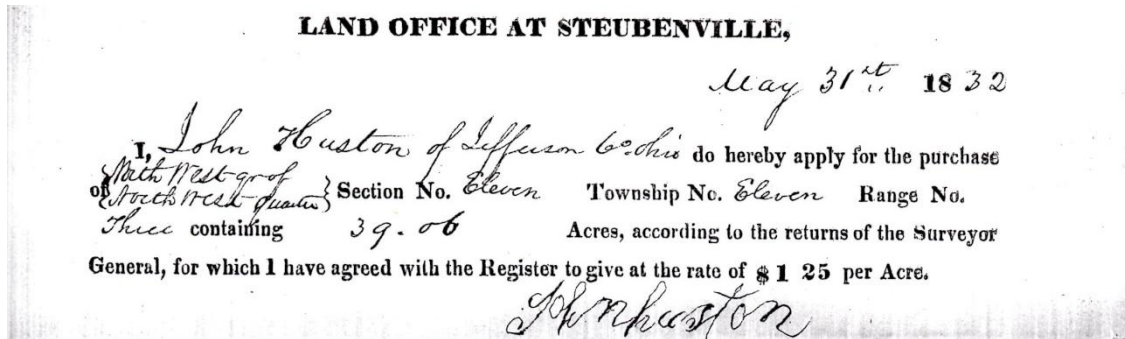 LAND OFFICE AT STEUBENVILLE,
May 31st 1832
I, John Huston of Jefferson Co. Ohio do hereby apply for the purchase
of North West qr of
North West quarter Section No. Eleven Township No. Eleven Range No.
Three containing 39.06 Acres, according to the returns of the Surveyor
General, for which I have agreed with the Register to give at the rate of $1 25 per Acre.
John huston